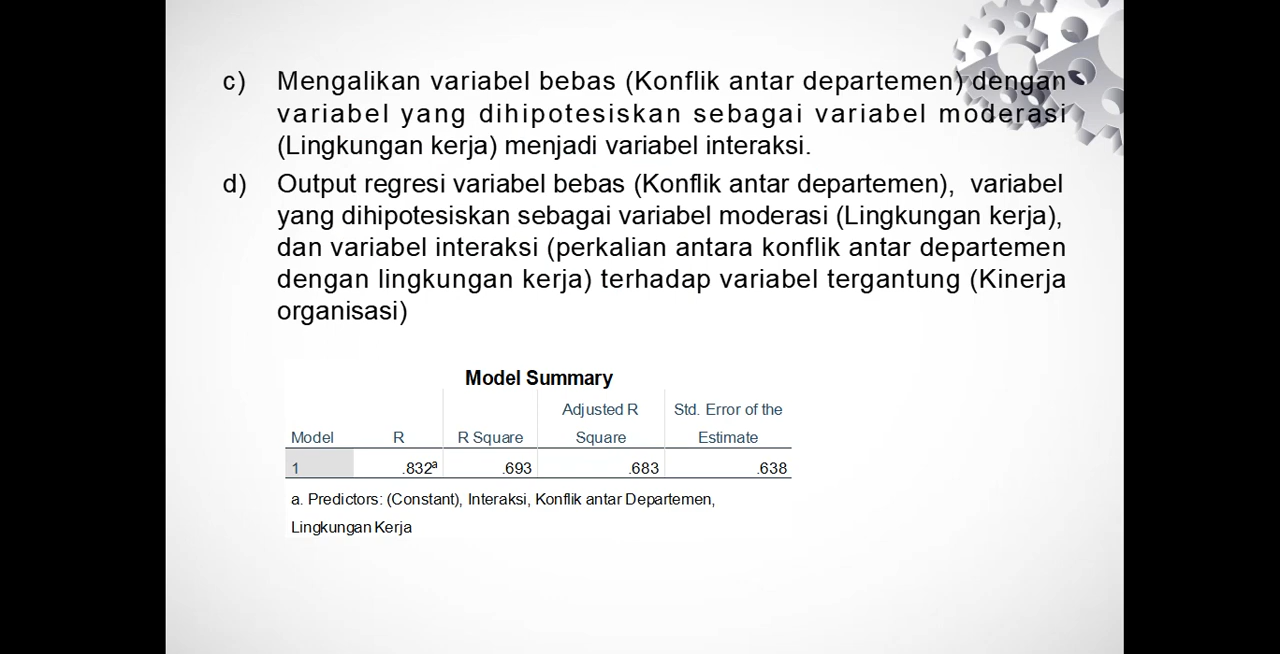 c) Mengalikan variabel bebas (Konflik antar departemen) dengan
variabel yang dihipotesiskan sebagai variabel moderasi
(Lingkungan kerja) menjadi variabel interaksi.
d) Output regresi variabel bebas (Konflik antar departemen), variabel
yang dihipotesiskan sebagai variabel moderasi (Lingkungan kerja),
dan variabel interaksi (perkalian antara konflik antar departemen
dengan lingkungan kerja) terhadap variabel tergantung (Kinerja
organisasi)
Model Summary
Adjusted R Std. Error of the
Model R R Square Square Estimate
1 .832a .693 .683 .638
a. Predictors: (Constant), Interaksi, Konflik antar Departemen,
Lingkungan Kerja